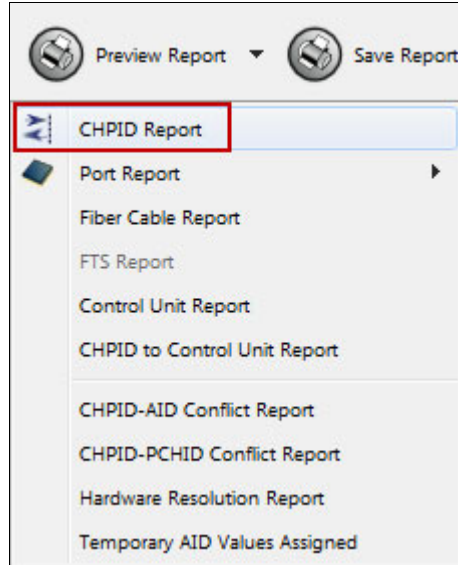 Preview Report
Save Report
CHPID Report
Port Report
Fiber Cable Report
FTS Report
Control Unit Report
CHPID to Control Unit Report
CHPID-AID Conflict Report
CHPID-PCHID Conflict Report
Hardware Resolution Report
Temporary AID Values Assigned